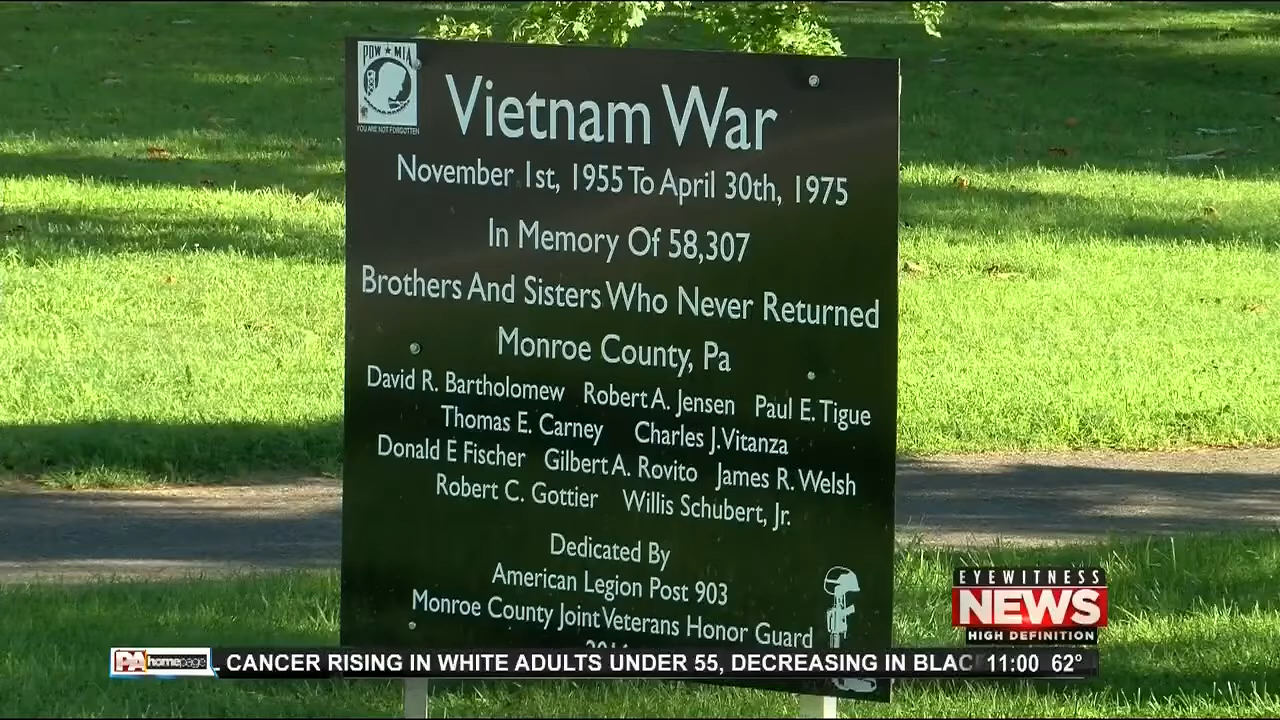 POW ★ MIA
YOU ARE NOT FORGOTTEN
Vietnam War
November 1st, 1955 To April 30th, 1975
In Memory Of 58,307
Brothers And Sisters Who Never Returned
Monroe County, Pa
David R. Bartholomew Robert A. Jensen Paul E. Tigue
Thomas E. Carney Charles J. Vitanza
Donald E Fischer Gilbert A. Rovito James R. Welsh
Robert C. Gottier Willis Schubert, Jr.
Dedicated By
American Legion Post 903
Monroe County Joint Veterans Honor Guard
EYEWITNESS
NEWS
HIGH DEFINITION
PA homepage CANCER RISING IN WHITE ADULTS UNDER 55, DECREASING IN BLAC 11:00 62°